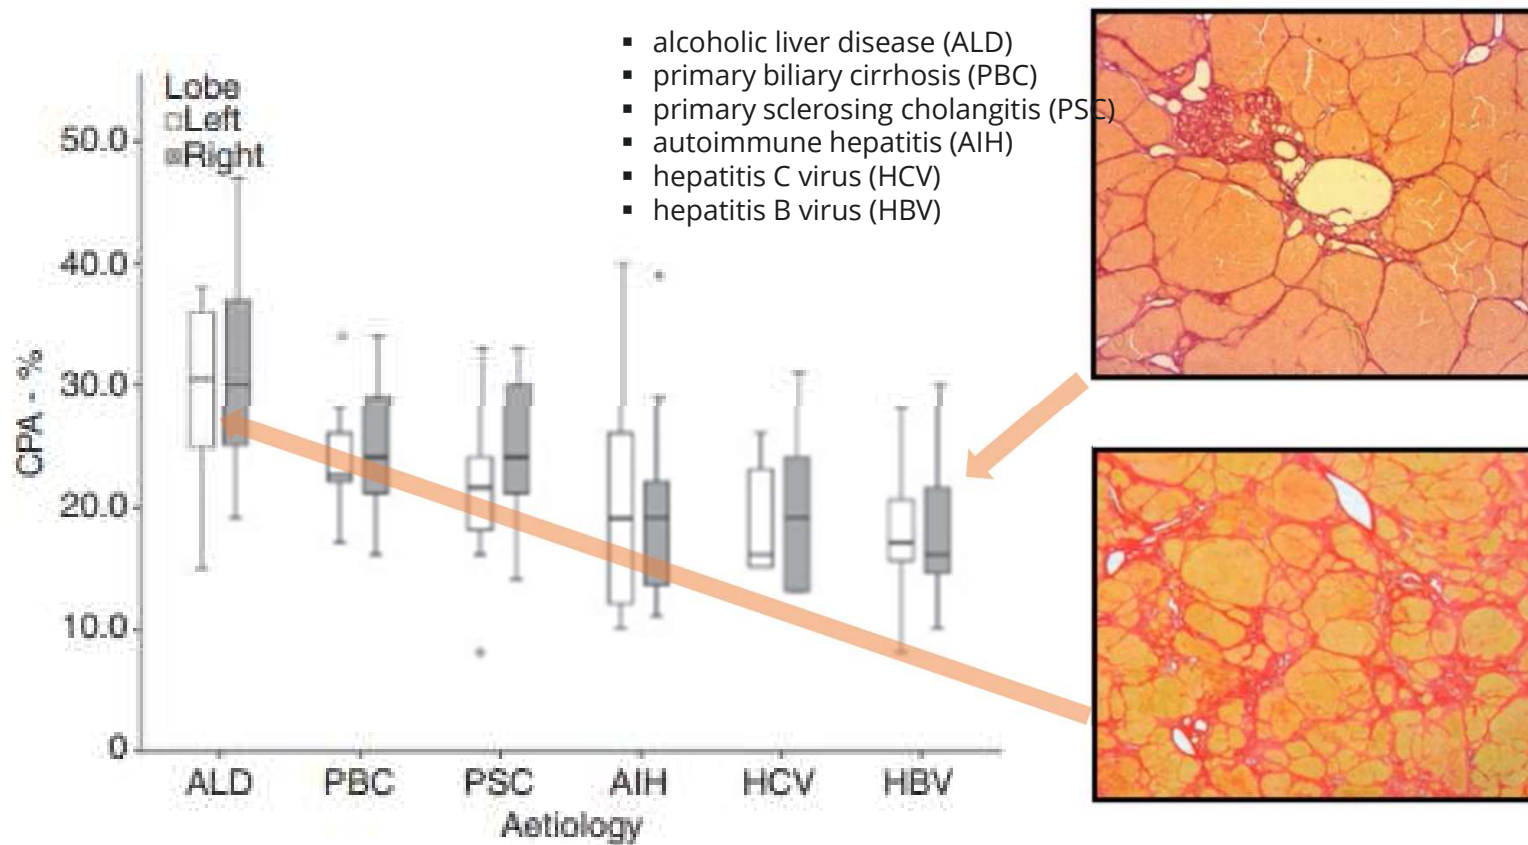 ▪ alcoholic liver disease (ALD)
▪ primary biliary cirrhosis (PBC)
▪ primary sclerosing cholangitis (PSC)
▪ autoimmune hepatitis (AIH)
▪ hepatitis C virus (HCV)
▪ hepatitis B virus (HBV)
Lobe
Left
Right
CPA - %
50.0
40.0
30.0
20.0
10.0
0
ALD PBC PSC AIH HCV HBV
Aetiology